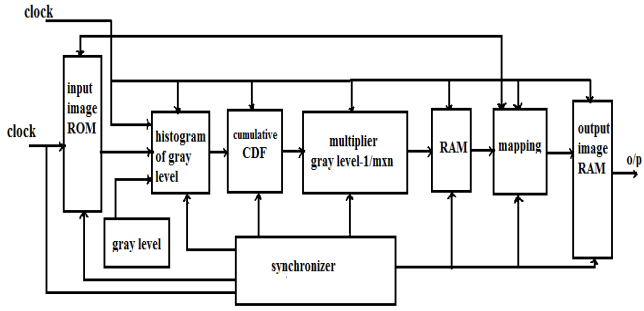 clock
clock
input
image
ROM
histogram
of gray
level
cumulative
CDF
multiplier
gray level-1/mxn
RAM
mapping
output
image
RAM
o/p
gray level
synchronizer